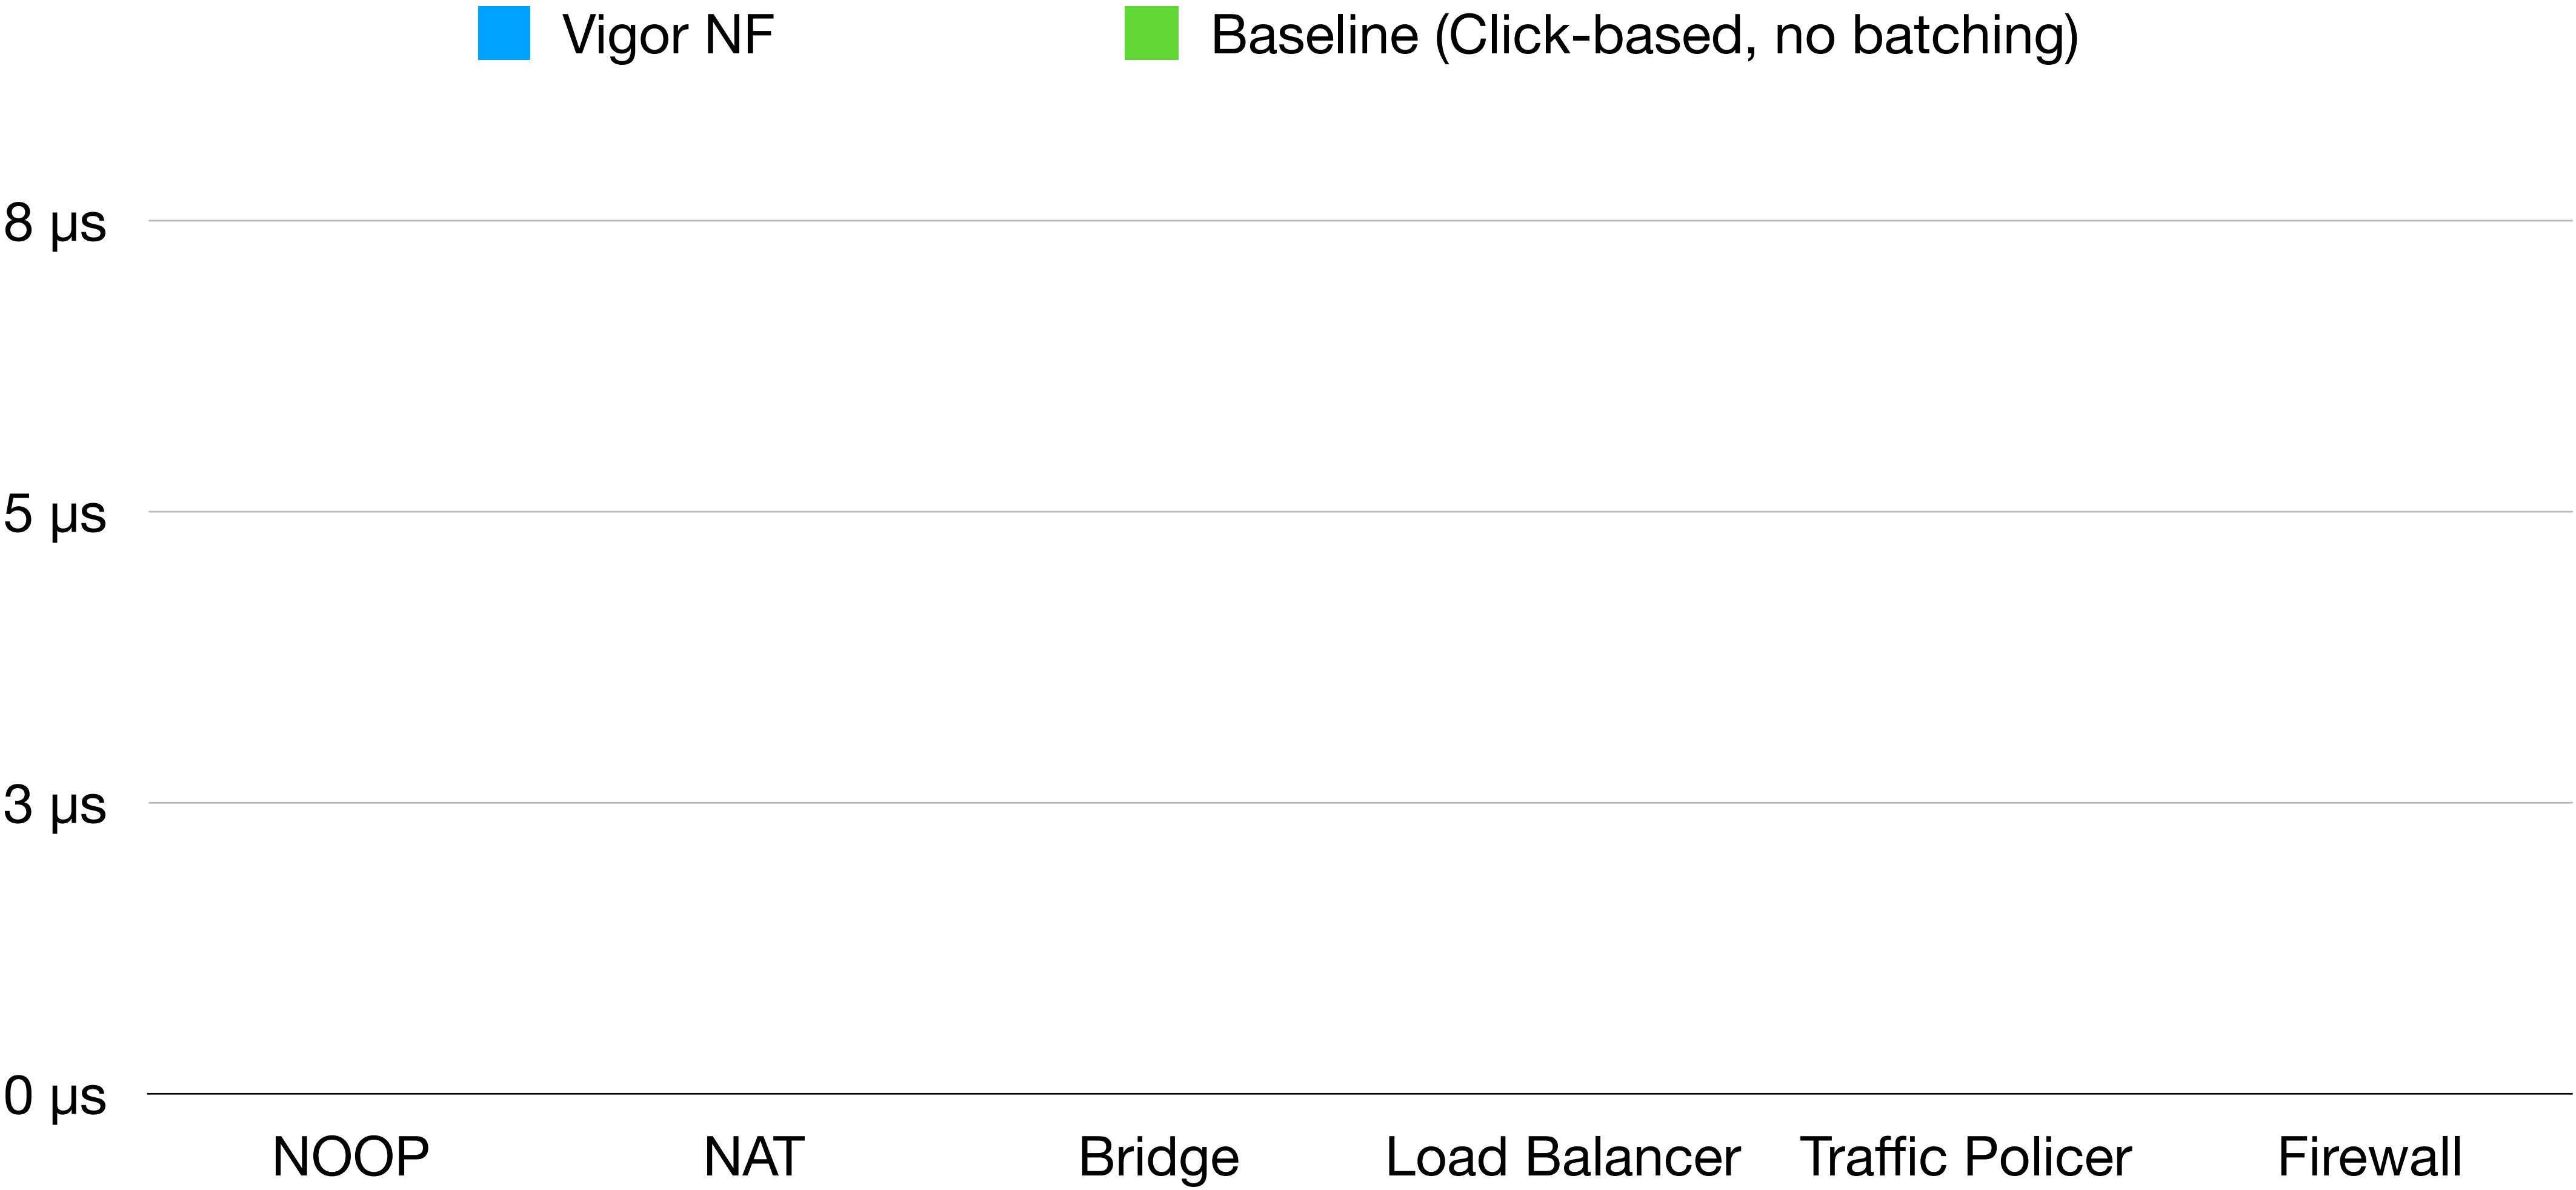 Vigor NF Baseline (Click-based, no batching)
8 µs
5 µs
3 µs
0 µs
NOOP NAT Bridge Load Balancer Traffic Policer Firewall